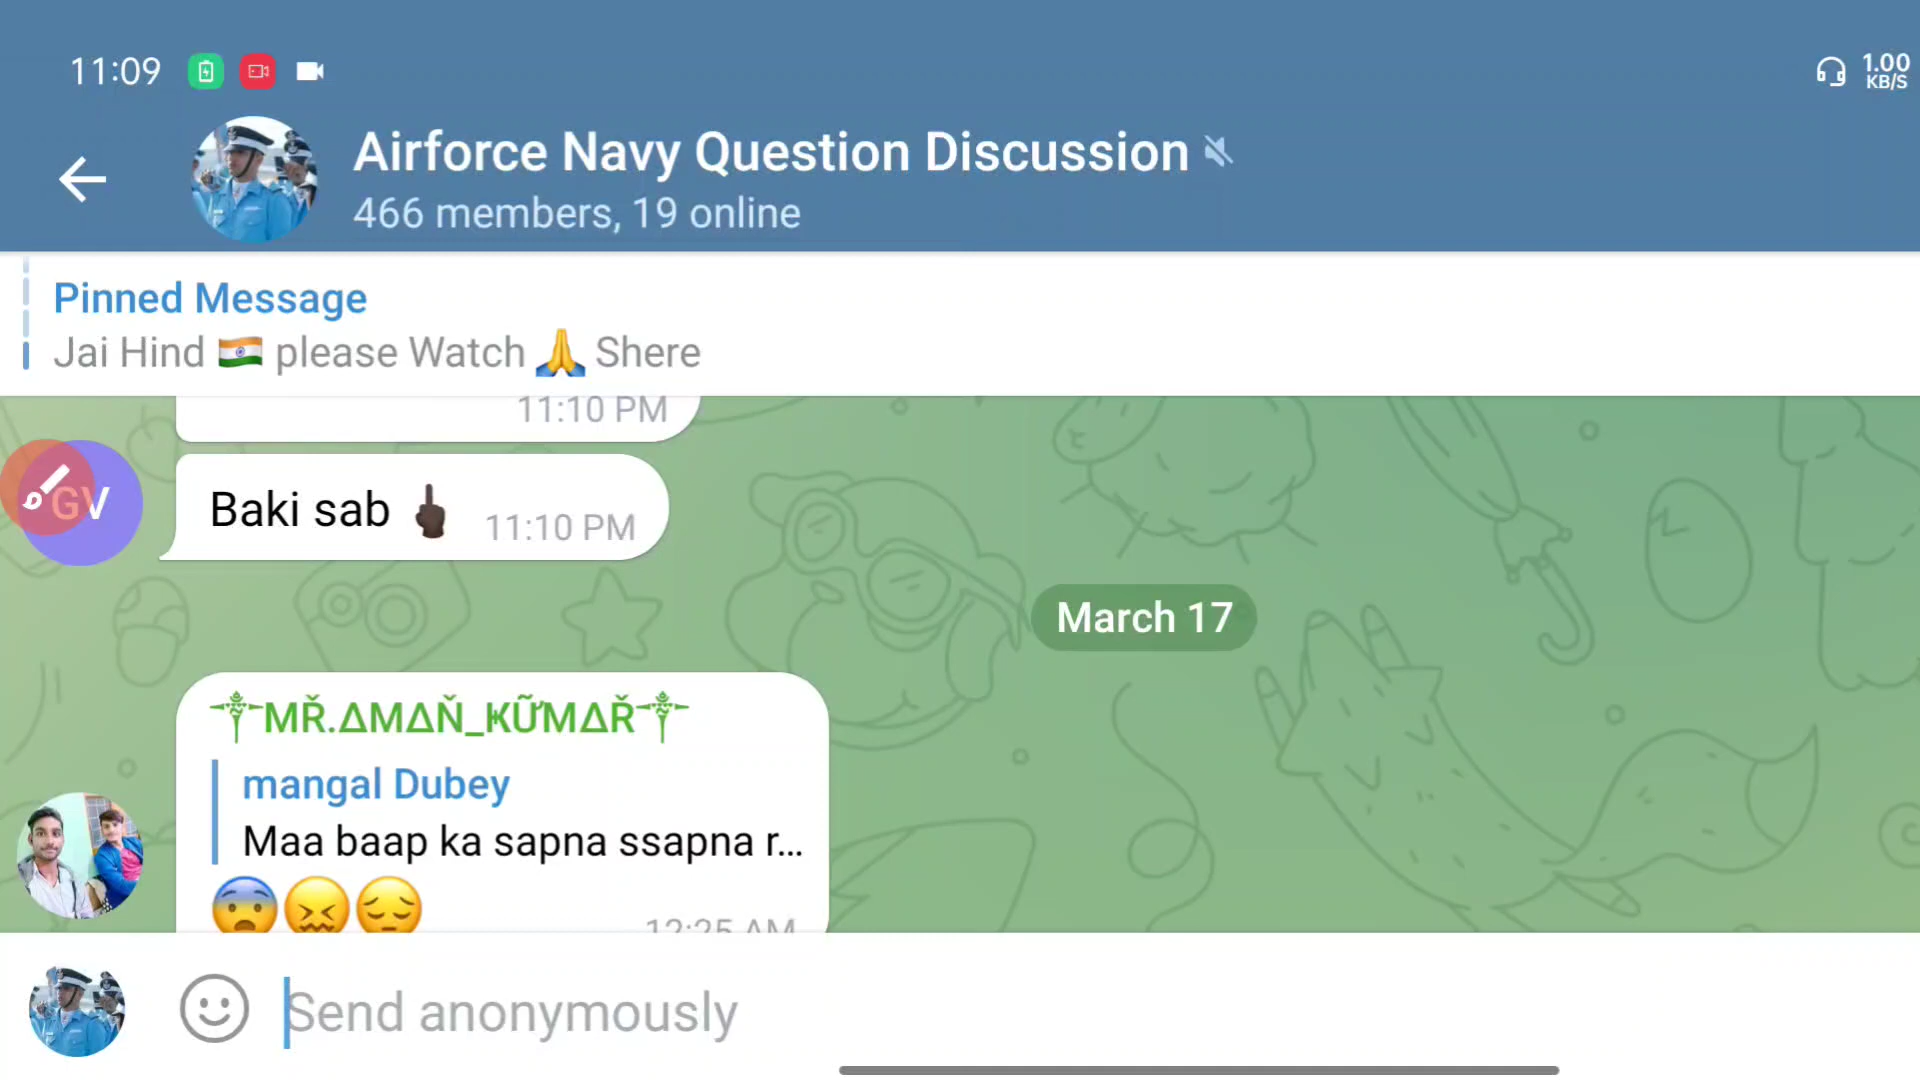 11:09
1.00
KB/S
Airforce Navy Question Discussion
466 members, 19 online
Pinned Message
Jai Hind 🇮🇳 please Watch 🙏 Shere
11:10 PM
GV
Baki sab 🖕🏿 11:10 PM
March 17
༒MŘ.ΔMΔŇ_ҜỮMΔŘ༒
mangal Dubey
Maa baap ka sapna ssapna r...
😨😖😔 12:25 AM
Send anonymously